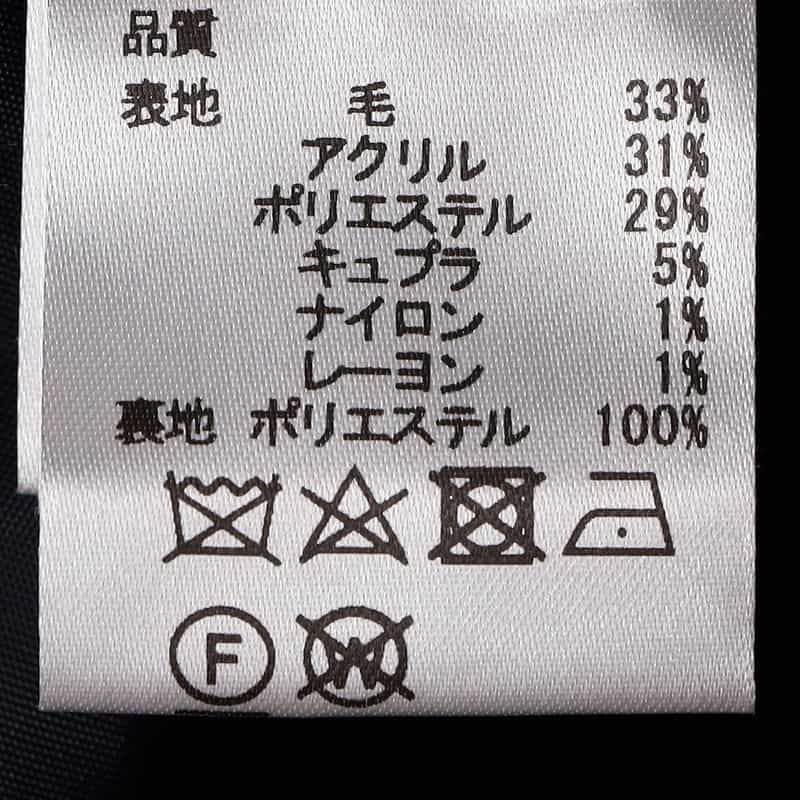 品質
表地 毛 33%
アクリル 31%
ポリエステル 29%
キュプラ 5%
ナイロン 1%
レーヨン 1%
裏地 ポリエステル 100%
F W